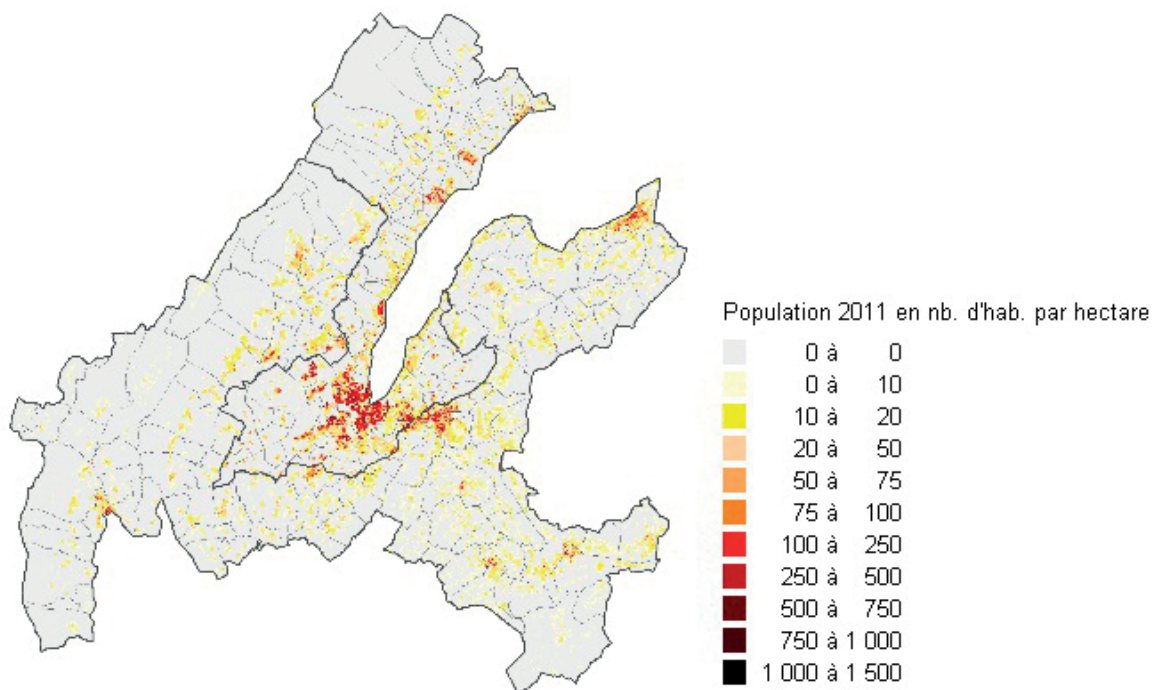 Population 2011 en nb. d'hab. par hectare
0 à 0
0 à 10
10 à 20
20 à 50
50 à 75
75 à 100
100 à 250
250 à 500
500 à 750
750 à 1 000
1 000 à 1 500